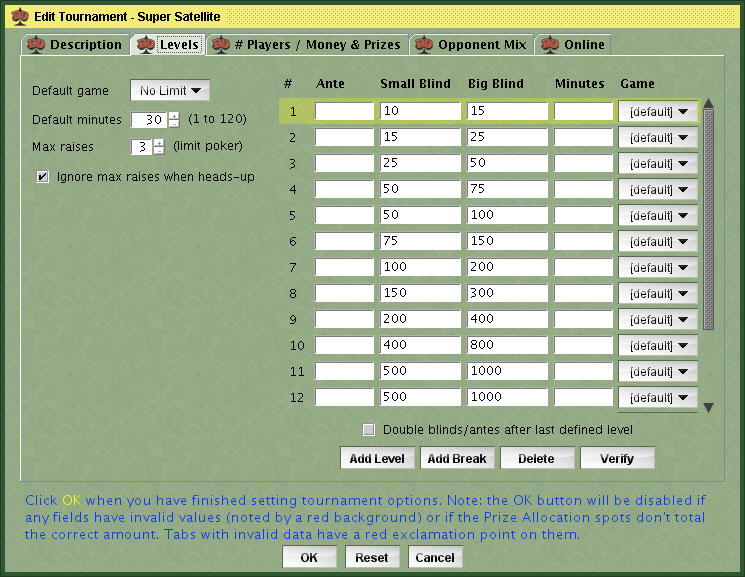 Edit Tournament - Super Satellite
Description Levels # Players / Money & Prizes Opponent Mix Online
Default game No Limit
Default minutes 30 (1 to 120)
Max raises 3 (limit poker)
Ignore max raises when heads-up
# Ante Small Blind Big Blind Minutes Game
1 10 15 [default]
2 15 25 [default]
3 25 50 [default]
4 50 75 [default]
5 50 100 [default]
6 75 150 [default]
7 100 200 [default]
8 150 300 [default]
9 200 400 [default]
10 400 800 [default]
11 500 1000 [default]
12 500 1000 [default]
Double blinds/antes after last defined level
Add Level Add Break Delete Verify
Click OK when you have finished setting tournament options. Note: the OK button will be disabled if
any fields have invalid values (noted by a red background) or if the Prize Allocation spots don't total
the correct amount. Tabs with invalid data have a red exclamation point on them.
OK Reset Cancel